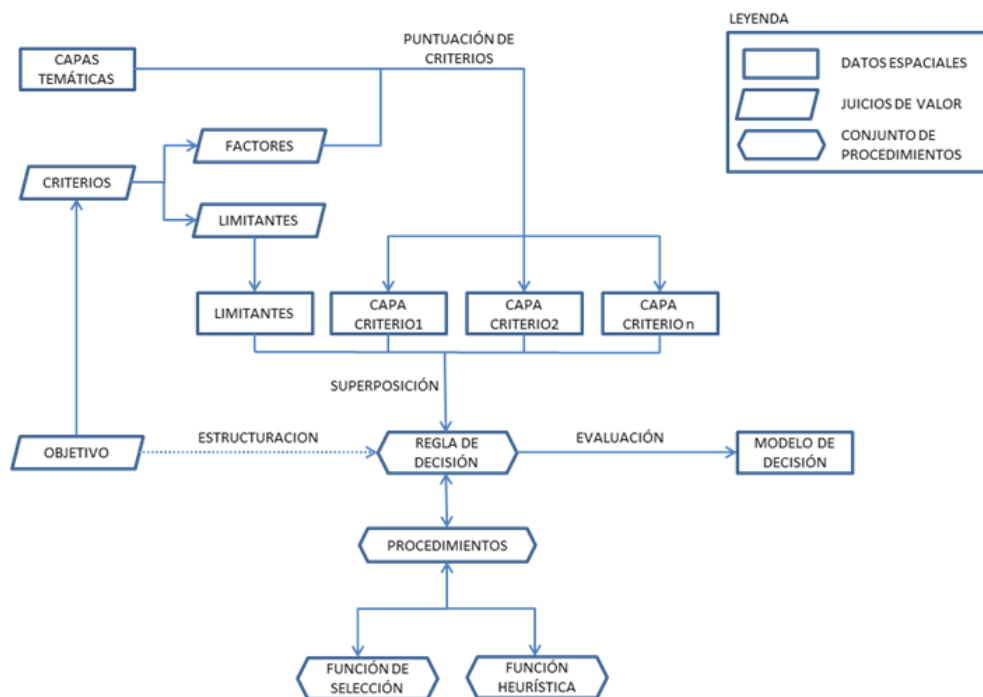 LEYENDA
DATOS ESPACIALES
JUICIOS DE VALOR
CONJUNTO DE
PROCEDIMIENTOS
PUNTUACIÓN DE
CRITERIOS
CAPAS
TEMÁTICAS
FACTORES
CRITERIOS
LIMITANTES
LIMITANTES
CAPA
CRITERIO1
CAPA
CRITERIO2
CAPA
CRITERIO n
SUPERPOSICIÓN
OBJETIVO
ESTRUCTURACION
REGLA DE
DECISIÓN
EVALUACIÓN
MODELO DE
DECISIÓN
PROCEDIMIENTOS
FUNCIÓN DE
SELECCIÓN
FUNCIÓN
HEURÍSTICA